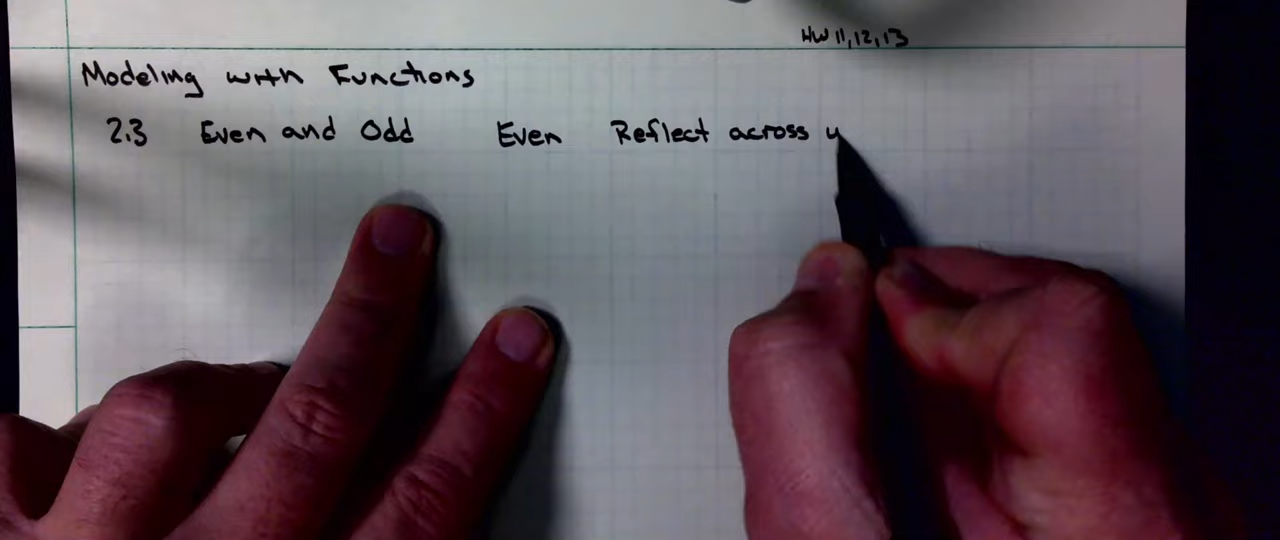 HW 11, 12, 13
Modeling with Functions
2.3 Even and Odd Even Reflect across y